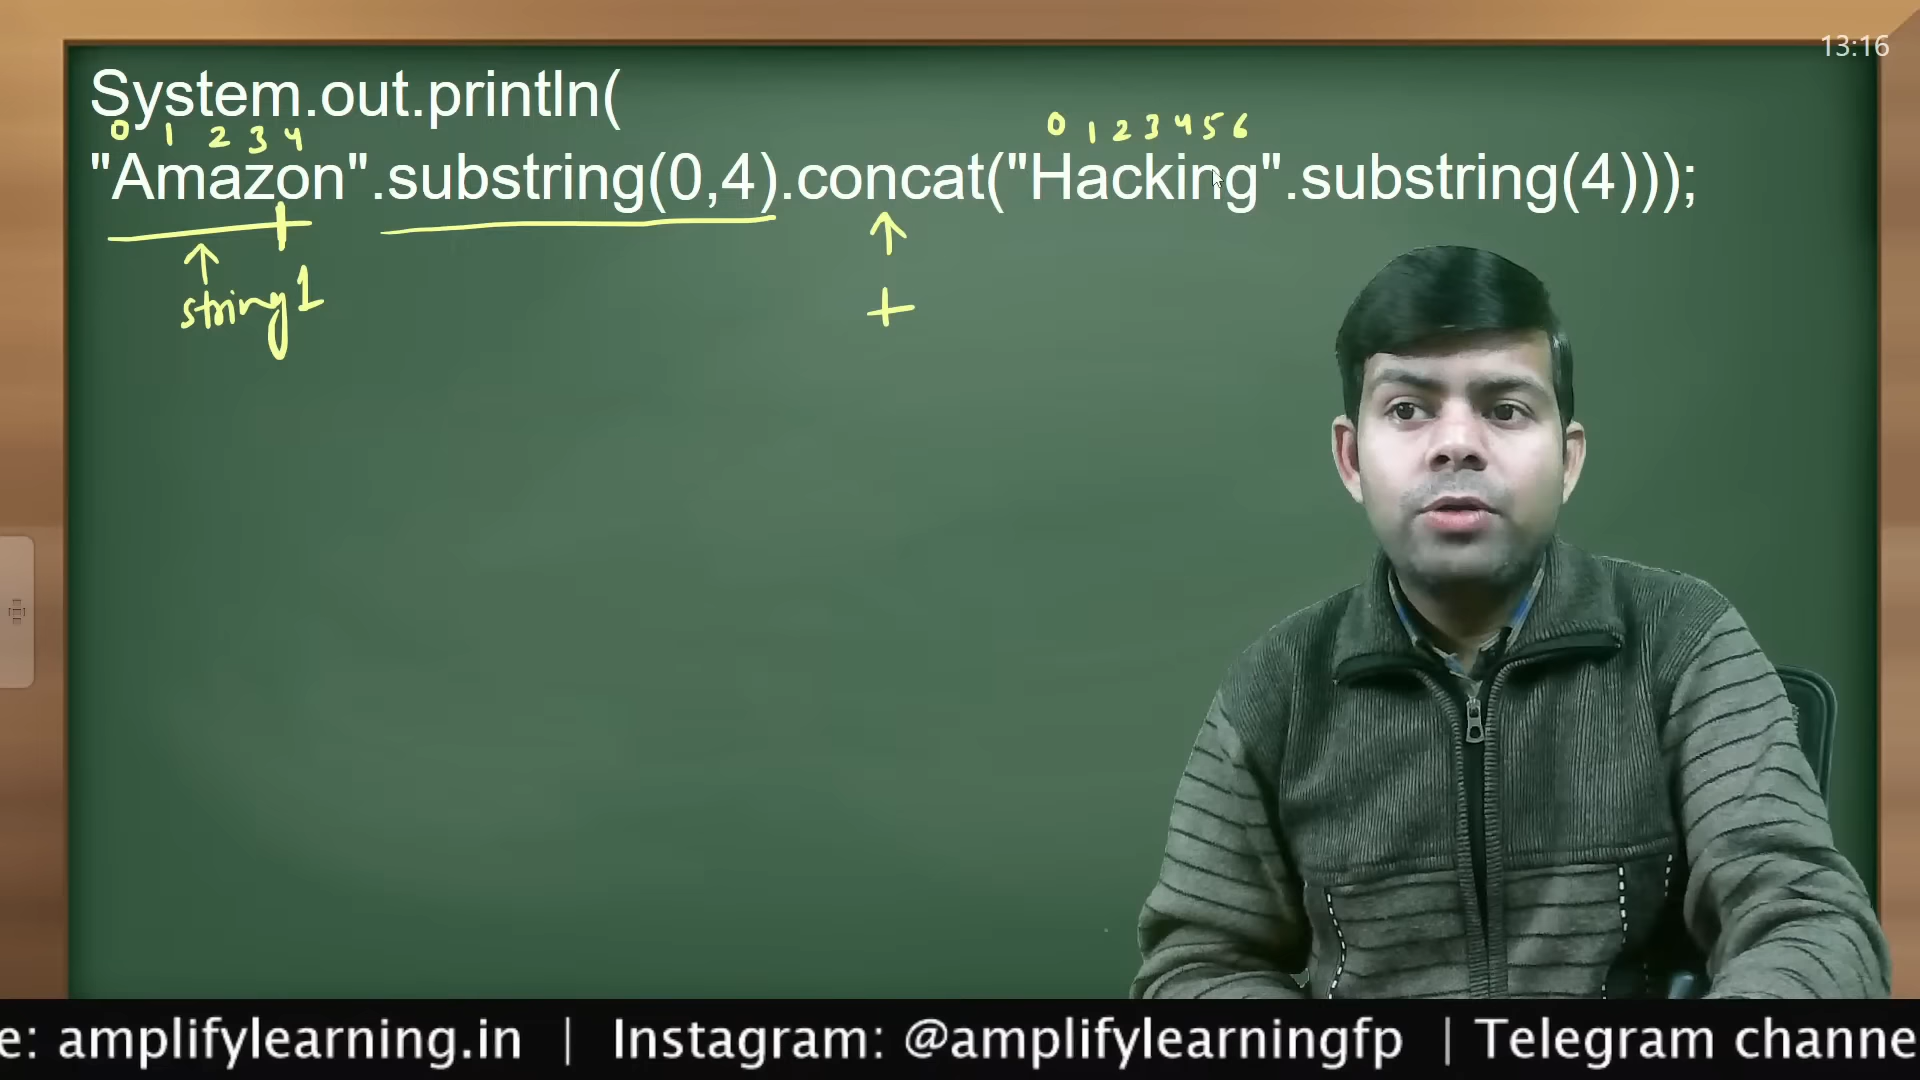 13:16
System.out.println(
0 1 2 3 4 0 1 2 3 4 5 6
"Amazon".substring(0,4).concat("Hacking".substring(4)));
string1
+
e: amplifylearning.in | Instagram: @amplifylearningfp | Telegram channe